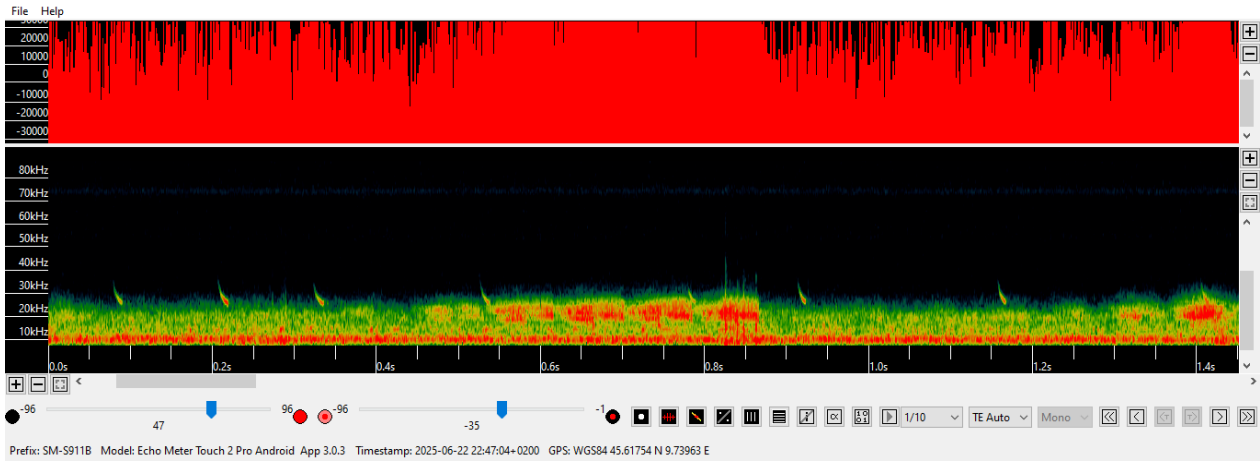 File Help
30000
20000
10000
0
-10000
-20000
-30000
80kHz
70kHz
60kHz
50kHz
40kHz
30kHz
20kHz
10kHz
0.0s 0.2s 0.4s 0.6s 0.8s 1.0s 1.2s 1.4s
-96 96 -96 -1
47 -35
1/10 TE Auto Mono
Prefix: SM-S911B Model: Echo Meter Touch 2 Pro Android App 3.0.3 Timestamp: 2025-06-22 22:47:04+0200 GPS: WGS84 45.61754 N 9.73963 E